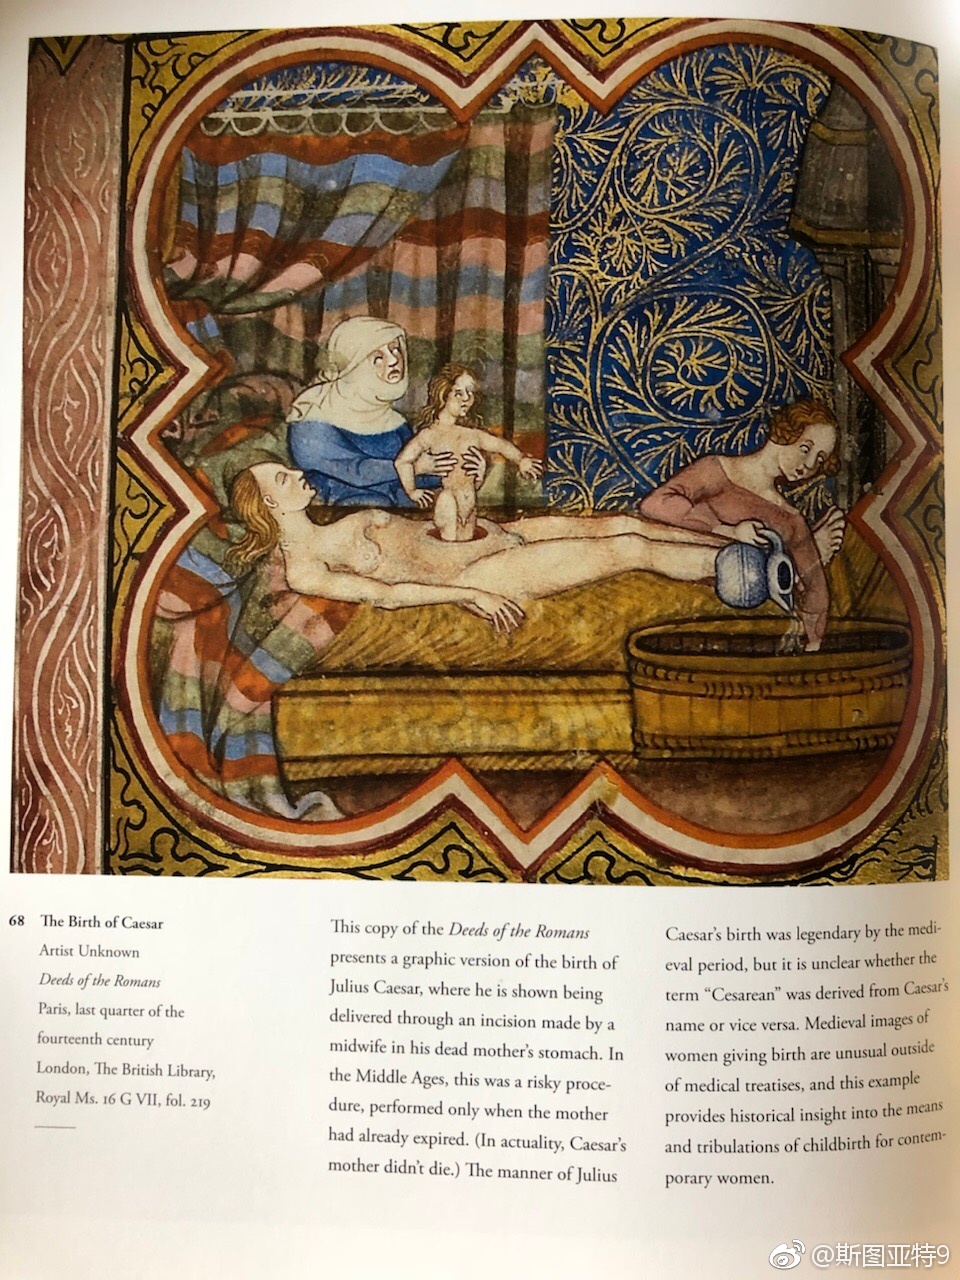 68 The Birth of Caesar
Artist Unknown
Deeds of the Romans
Paris, last quarter of the
fourteenth century
London, The British Library,
Royal Ms. 16 G VII, fol. 219
This copy of the Deeds of the Romans
presents a graphic version of the birth of
Julius Caesar, where he is shown being
delivered through an incision made by a
midwife in his dead mother's stomach. In
the Middle Ages, this was a risky proce-
dure, performed only when the mother
had already expired. (In actuality, Caesar's
mother didn't die.) The manner of Julius
Caesar's birth was legendary by the medi-
eval period, but it is unclear whether the
term "Cesarean" was derived from Caesar's
name or vice versa. Medieval images of
women giving birth are unusual outside
of medical treatises, and this example
provides historical insight into the means
and tribulations of childbirth for contem-
porary women.
@斯图亚特9